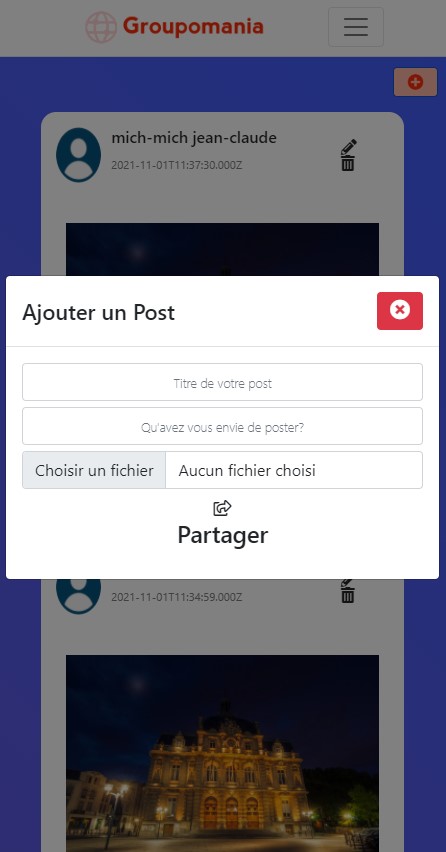 Groupomania
mich-mich jean-claude
2021-11-01T11:37:30.000Z
Ajouter un Post
Titre de votre post
Qu'avez vous envie de poster?
Choisir un fichier Aucun fichier choisi
Partager
2021-11-01T11:34:59.000Z